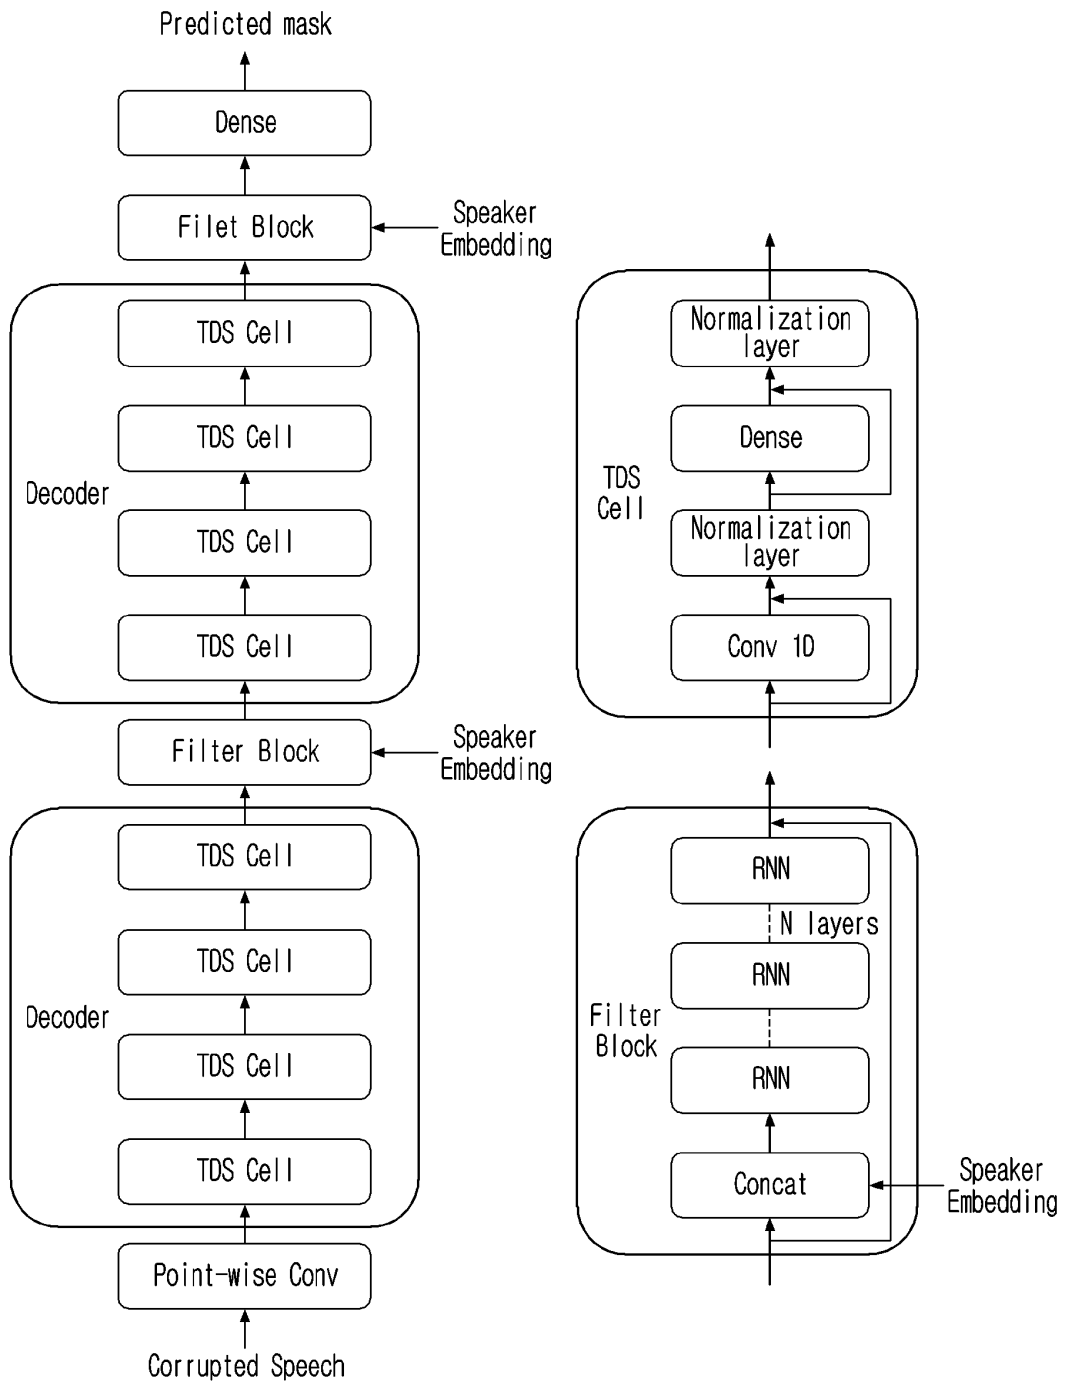 Predicted mask
Dense
Filet Block
Speaker
Embedding
TDS Cell
TDS Cell
Decoder
TDS Cell
TDS Cell
Filter Block
Speaker
Embedding
TDS Cell
TDS Cell
Decoder
TDS Cell
TDS Cell
Point-wise Conv
Corrupted Speech
Normalization
layer
Dense
TDS
Cell
Normalization
layer
Conv 1D
RNN
N layers
RNN
Filter
Block
RNN
Concat
Speaker
Embedding